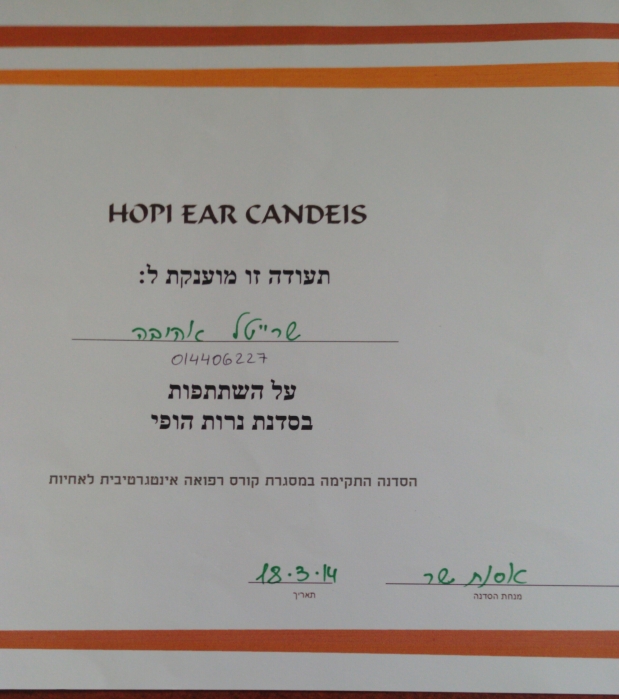 HOPI EAR CANDEIS
תעודה זו מוענקת ל:
שרייטל אהובה
014406227
על השתתפות
בסדנת נרות הופי
הסדנה התקימה במסגרת קורס רפואה אינטגרטיבית לאחיות
אסנת שר 18.3.14
מנחת הסדנה תאריך